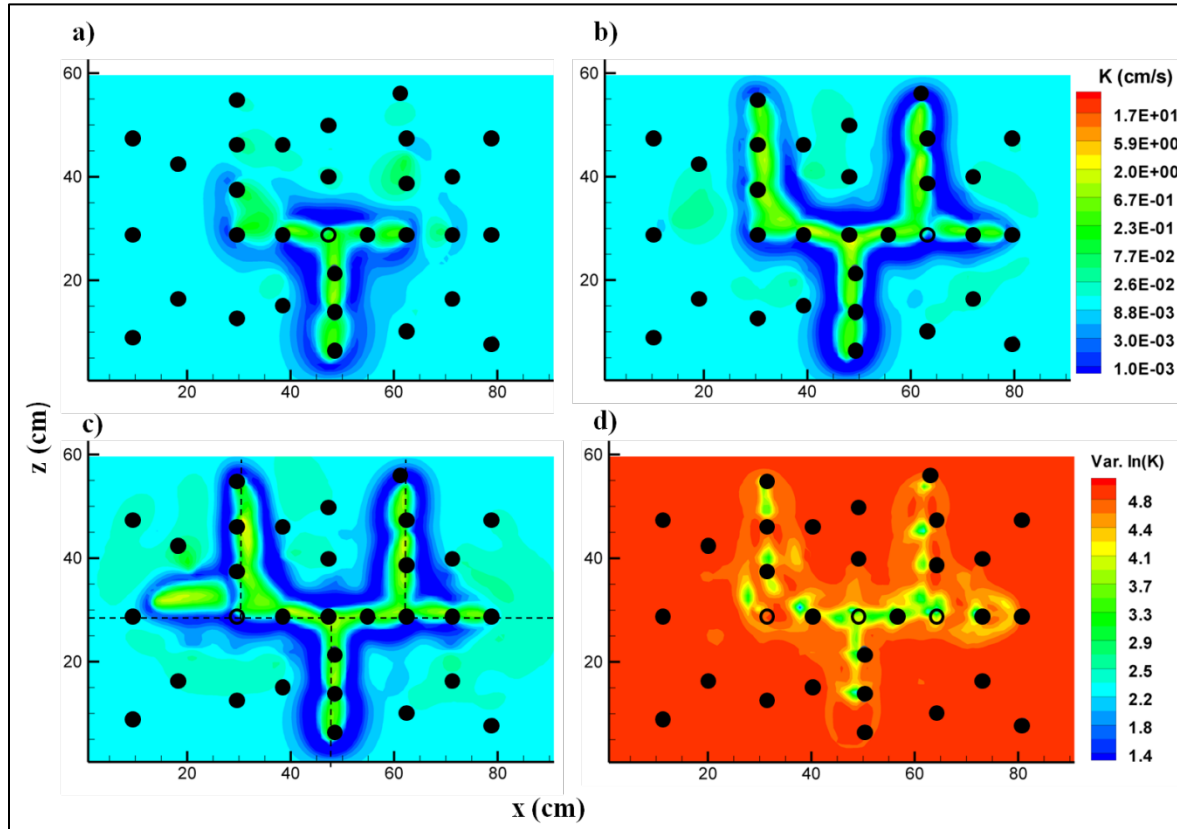 a)
b)
60
40
20
20
40
60
80
60
40
20
20
40
60
80
K (cm/s)
1.7E+01
5.9E+00
2.0E+00
6.7E-01
2.3E-01
7.7E-02
2.6E-02
8.8E-03
3.0E-03
1.0E-03
z (cm)
c)
d)
60
40
20
20
40
60
80
60
40
20
20
40
60
80
Var. ln(K)
4.8
4.4
4.1
3.7
3.3
2.9
2.5
2.2
1.8
1.4
x (cm)